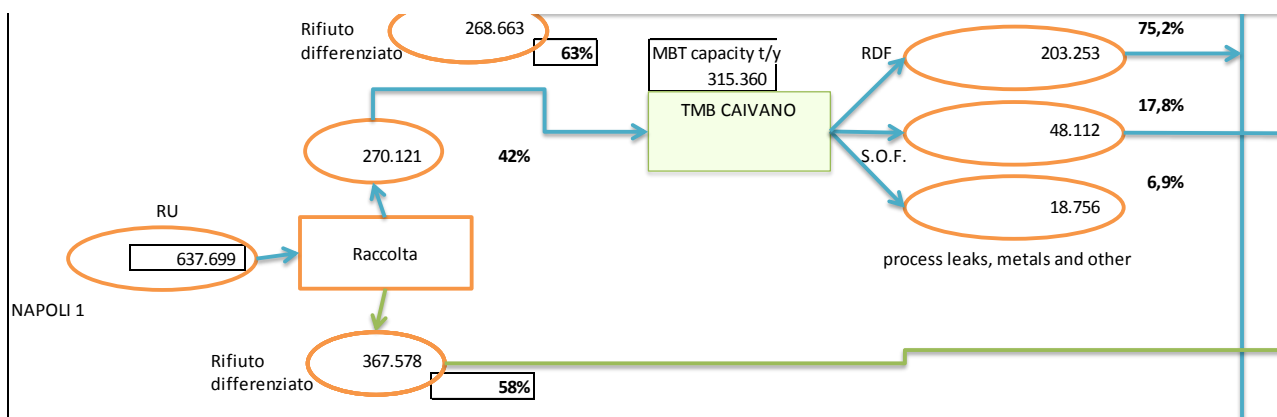 Rifiuto
differenziato
268.663
63%
MBT capacity t/y
315.360
TMB CAIVANO
RDF
203.253
75,2%
17,8%
48.112
S.O.F.
6,9%
18.756
process leaks, metals and other
270.121
42%
RU
637.699
Raccolta
NAPOLI 1
Rifiuto
differenziato
367.578
58%